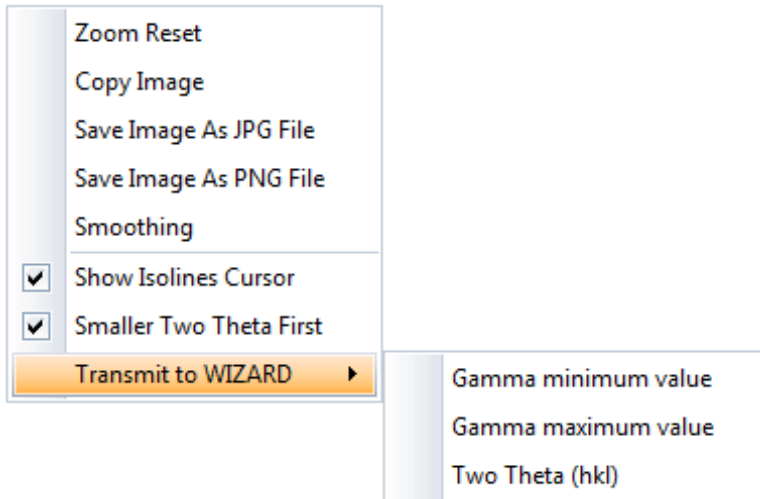 Zoom Reset
Copy Image
Save Image As JPG File
Save Image As PNG File
Smoothing
Show Isolines Cursor
Smaller Two Theta First
Transmit to WIZARD
Gamma minimum value
Gamma maximum value
Two Theta (hkl)